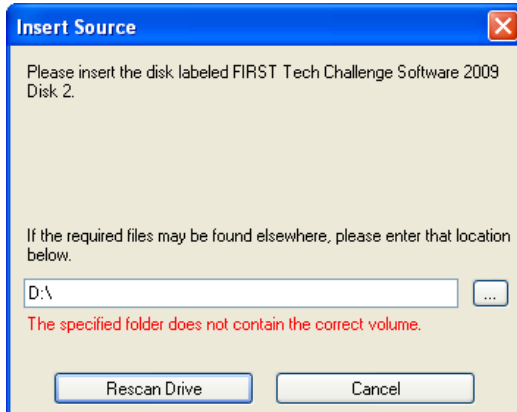 Insert Source
Please insert the disk labeled FIRST Tech Challenge Software 2009
Disk 2.
If the required files may be found elsewhere, please enter that location
below.
D:\
...
The specified folder does not contain the correct volume.
Rescan Drive
Cancel